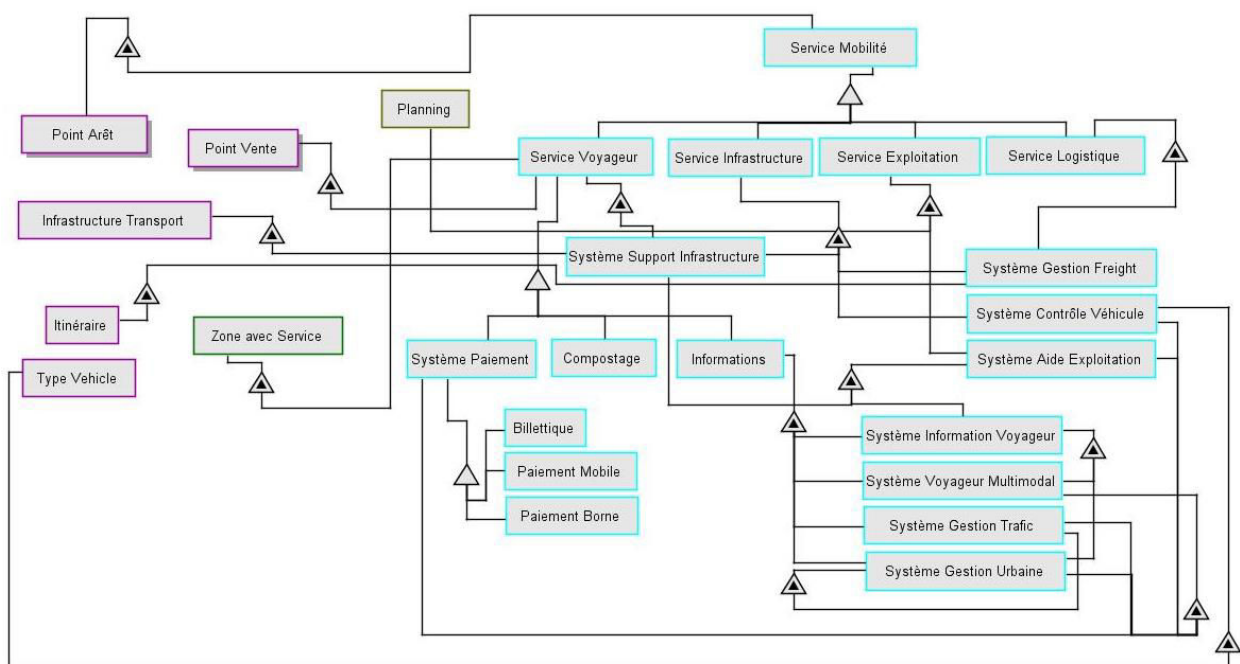 Service Mobilité
Planning
Point Arêt
Point Vente
Service Voyageur
Service Infrastructure
Service Exploitation
Service Logistique
Infrastructure Transport
Système Support Infrastructure
Système Gestion Freight
Itinéraire
Zone avec Service
Système Contrôle Véhicule
Type Vehicle
Système Paiement
Compostage
Informations
Système Aide Exploitation
Billettique
Système Information Voyageur
Paiement Mobile
Système Voyageur Multimodal
Paiement Borne
Système Gestion Trafic
Système Gestion Urbaine